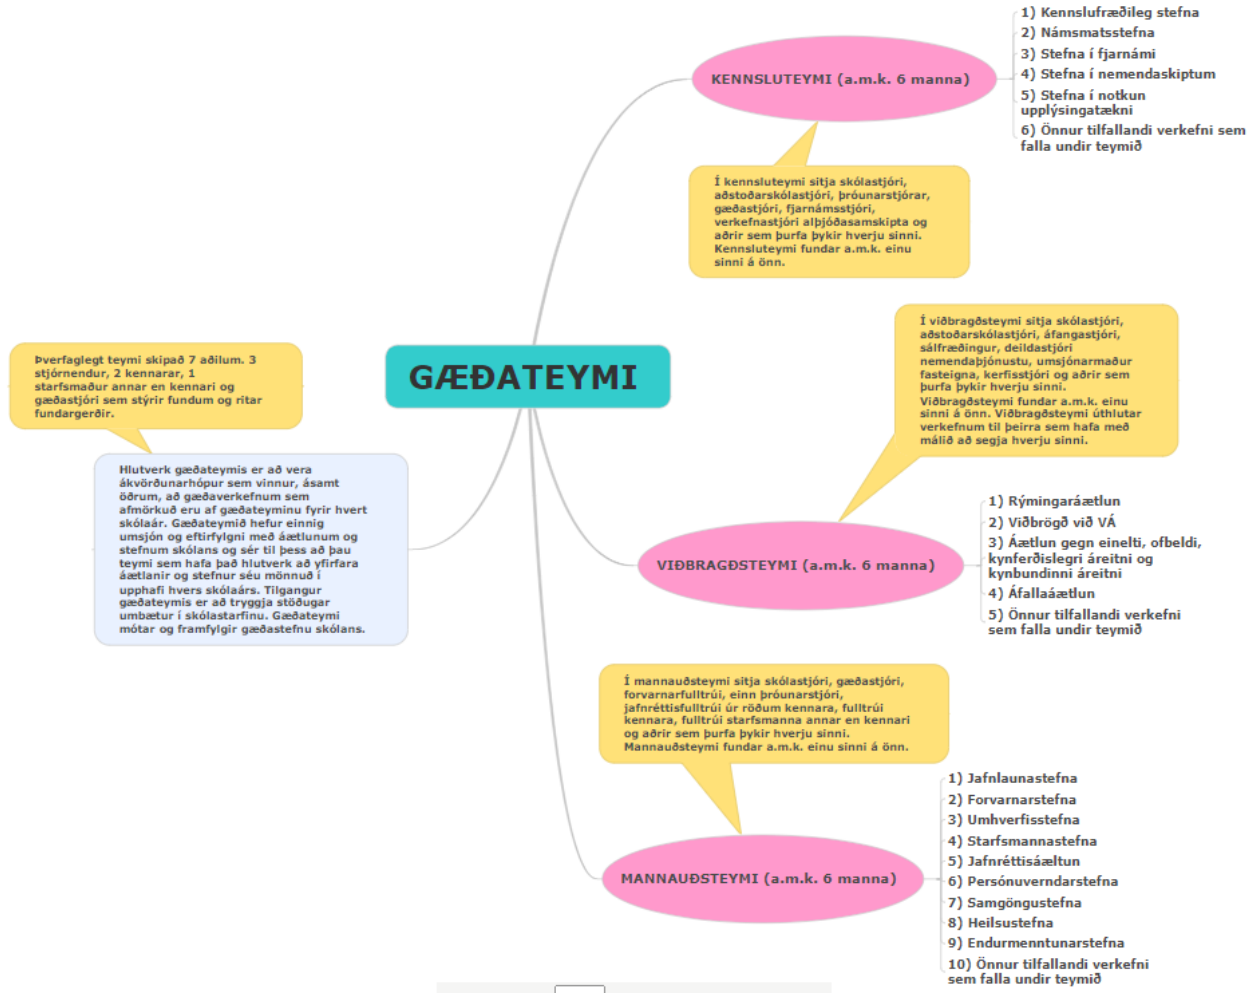 GÆÐATEYMI
Þverfaglegt teymi skipað 7 aðilum. 3
stjórnendur, 2 kennarar, 1
starfsmaður annar en kennari og
gæðastjóri sem stýrir fundum og ritar
fundargerðir.
Hlutverk gæðateymis er að vera
ákvörðunarhópur sem vinnur, ásamt
öðrum, að gæðaverkefnum sem
afmörkuð eru af gæðateyminu fyrir hvert
skólaár. Gæðateymið hefur einnig
umsjón og eftirfylgni með áætlunum og
stefnum skólans og sér til þess að þau
teymi sem hafa það hlutverk að yfirfara
áætlanir og stefnur séu mönnuð í
upphafi hvers skólaárs. Tilgangur
gæðateymis er að tryggja stöðugar
umbætur í skólastarfinu. Gæðateymi
mótar og framfylgir gæðastefnu skólans.
KENNSLUTEYMI (a.m.k. 6 manna)
1) Kennslufræðileg stefna
2) Námsmatsstefna
3) Stefna í fjarnámi
4) Stefna í nemendaskiptum
5) Stefna í notkun
upplýsingatækni
6) Önnur tilfallandi verkefni sem
falla undir teymið
Í kennsluteymi sitja skólastjóri,
aðstoðarskólastjóri, þróunarstjórar,
gæðastjóri, fjarnámsstjóri,
verkefnastjóri alþjóðasamskipta og
aðrir sem þurfa þykir hverju sinni.
Kennsluteymi fundar a.m.k. einu
sinni á önn.
Í viðbragðsteymi sitja skólastjóri,
aðstoðarskólastjóri, áfangastjóri,
sálfræðingur, deildastjóri
nemendaþjónustu, umsjónarmaður
fasteigna, kerfisstjóri og aðrir sem
þurfa þykir hverju sinni.
Viðbragðsteymi fundar a.m.k. einu
sinni á önn. Viðbragðsteymi úthlutar
verkefnum til þeirra sem hafa með
málið að segja hverju sinni.
VIÐBRAGÐSTEYMI (a.m.k. 6 manna)
1) Rýmingaráætlun
2) Viðbrögð við VÁ
3) Áætlun gegn einelti, ofbeldi,
kynferðislegri áreitni og
kynbundinni áreitni
4) Áfallaáætlun
5) Önnur tilfallandi verkefni
sem falla undir teymið
Í mannauðsteymi sitja skólastjóri, gæðastjóri,
forvarnarfulltrúi, einn þróunarstjóri,
jafnréttisfulltrúi úr röðum kennara, fulltrúi
kennara, fulltrúi starfsmanna annar en kennari
og aðrir sem þurfa þykir hverju sinni.
Mannauðsteymi fundar a.m.k. einu sinni á önn.
MANNAUÐSTEYMI (a.m.k. 6 manna)
1) Jafnlaunastefna
2) Forvarnarstefna
3) Umhverfisstefna
4) Starfsmannastefna
5) Jafnréttisáæltun
6) Persónuverndarstefna
7) Samgöngustefna
8) Heilsustefna
9) Endurmenntunarstefna
10) Önnur tilfallandi verkefni
sem falla undir teymið